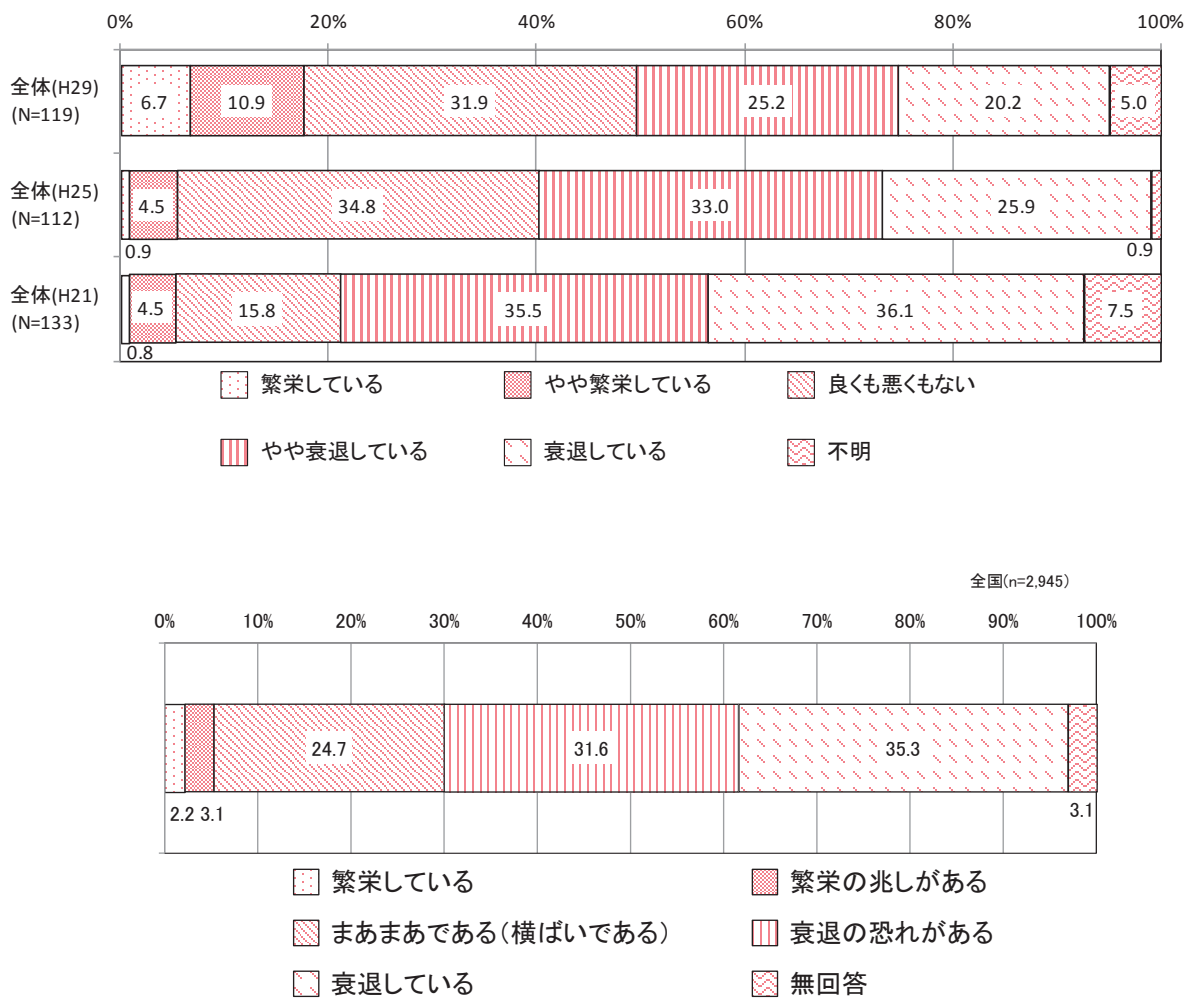 0% 20% 40% 60% 80% 100%
全体(H29)
(N=119)
6.7 10.9 31.9 25.2 20.2 5.0
全体(H25)
(N=112)
4.5 34.8 33.0 25.9
0.9 0.9
全体(H21)
(N=133)
4.5 15.8 35.5 36.1 7.5
0.8
繁栄している やや繁栄している 良くも悪くもない
やや衰退している 衰退している 不明
全国(n=2,945)
0% 10% 20% 30% 40% 50% 60% 70% 80% 90% 100%
24.7 31.6 35.3
2.2 3.1 3.1
繁栄している 繁栄の兆しがある
まあまあである(横ばいである) 衰退の恐れがある
衰退している 無回答